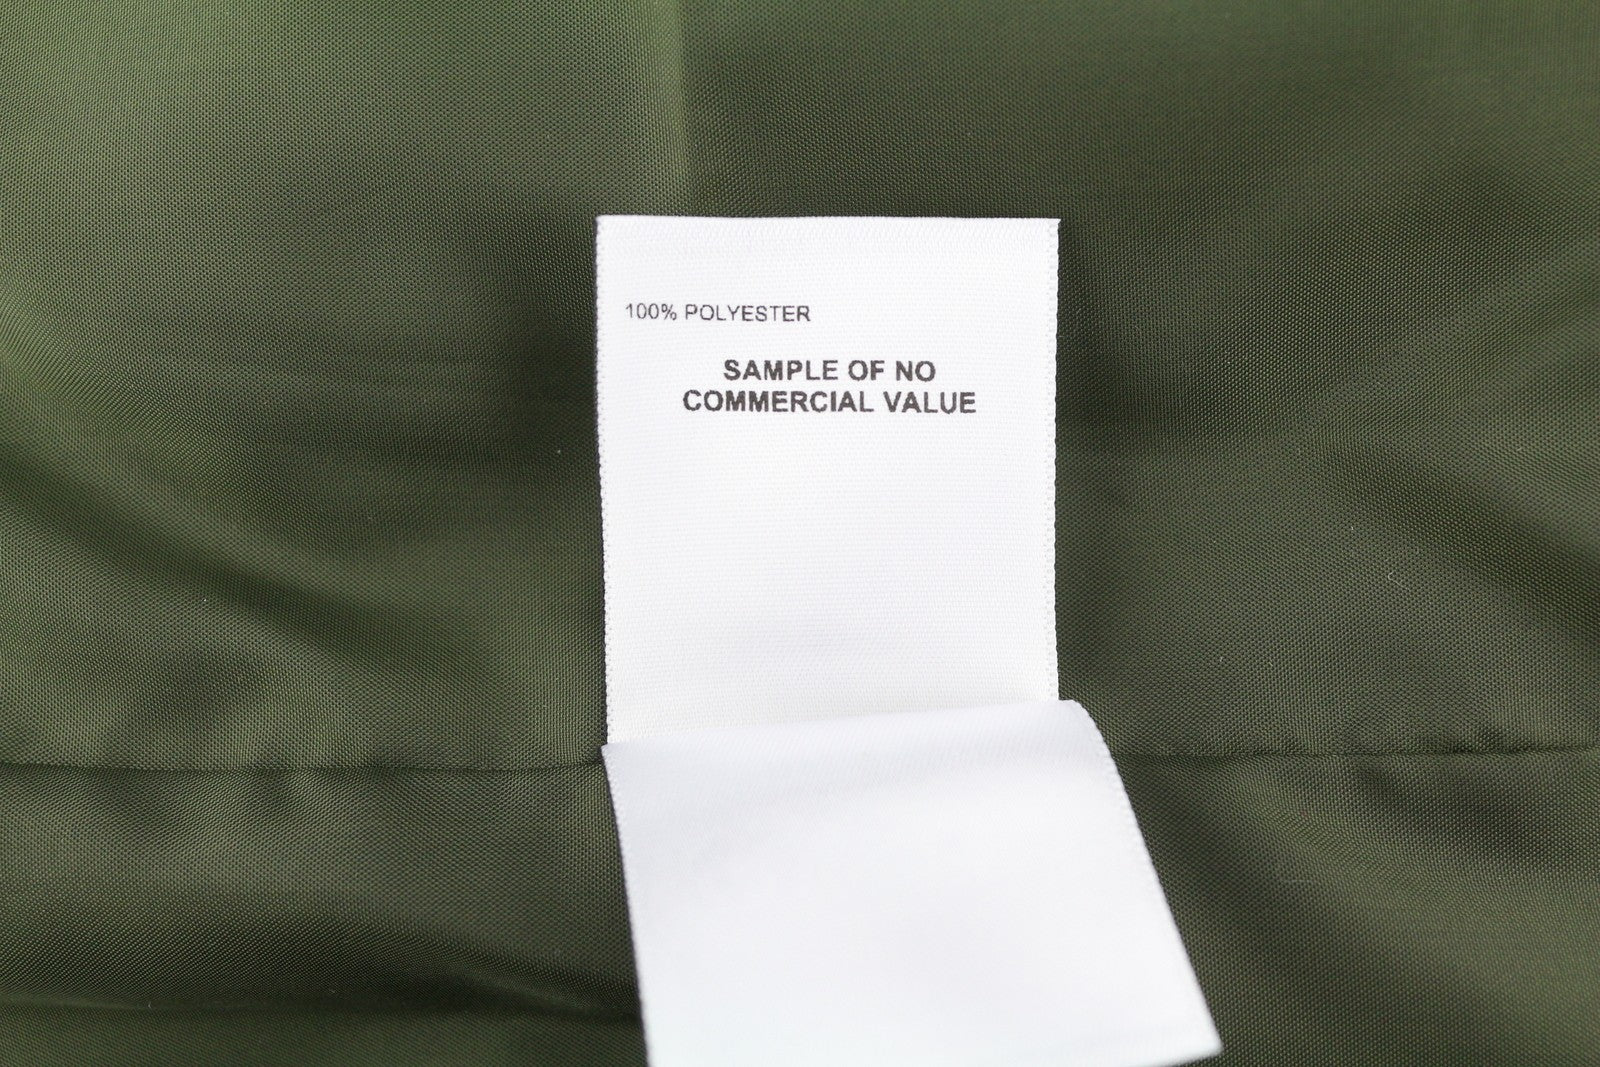 100% POLYESTER
SAMPLE OF NO
COMMERCIAL VALUE